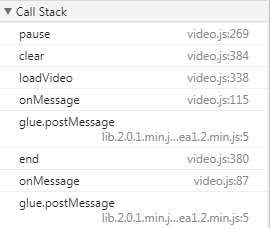 Call Stack
pause video.js:269
clear video.js:384
loadVideo video.js:338
onMessage video.js:115
glue.postMessage
lib.2.0.1.min.j...ea1.2.min.js:5
end video.js:380
onMessage video.js:87
glue.postMessage
lib.2.0.1.min.j...ea1.2.min.js:5